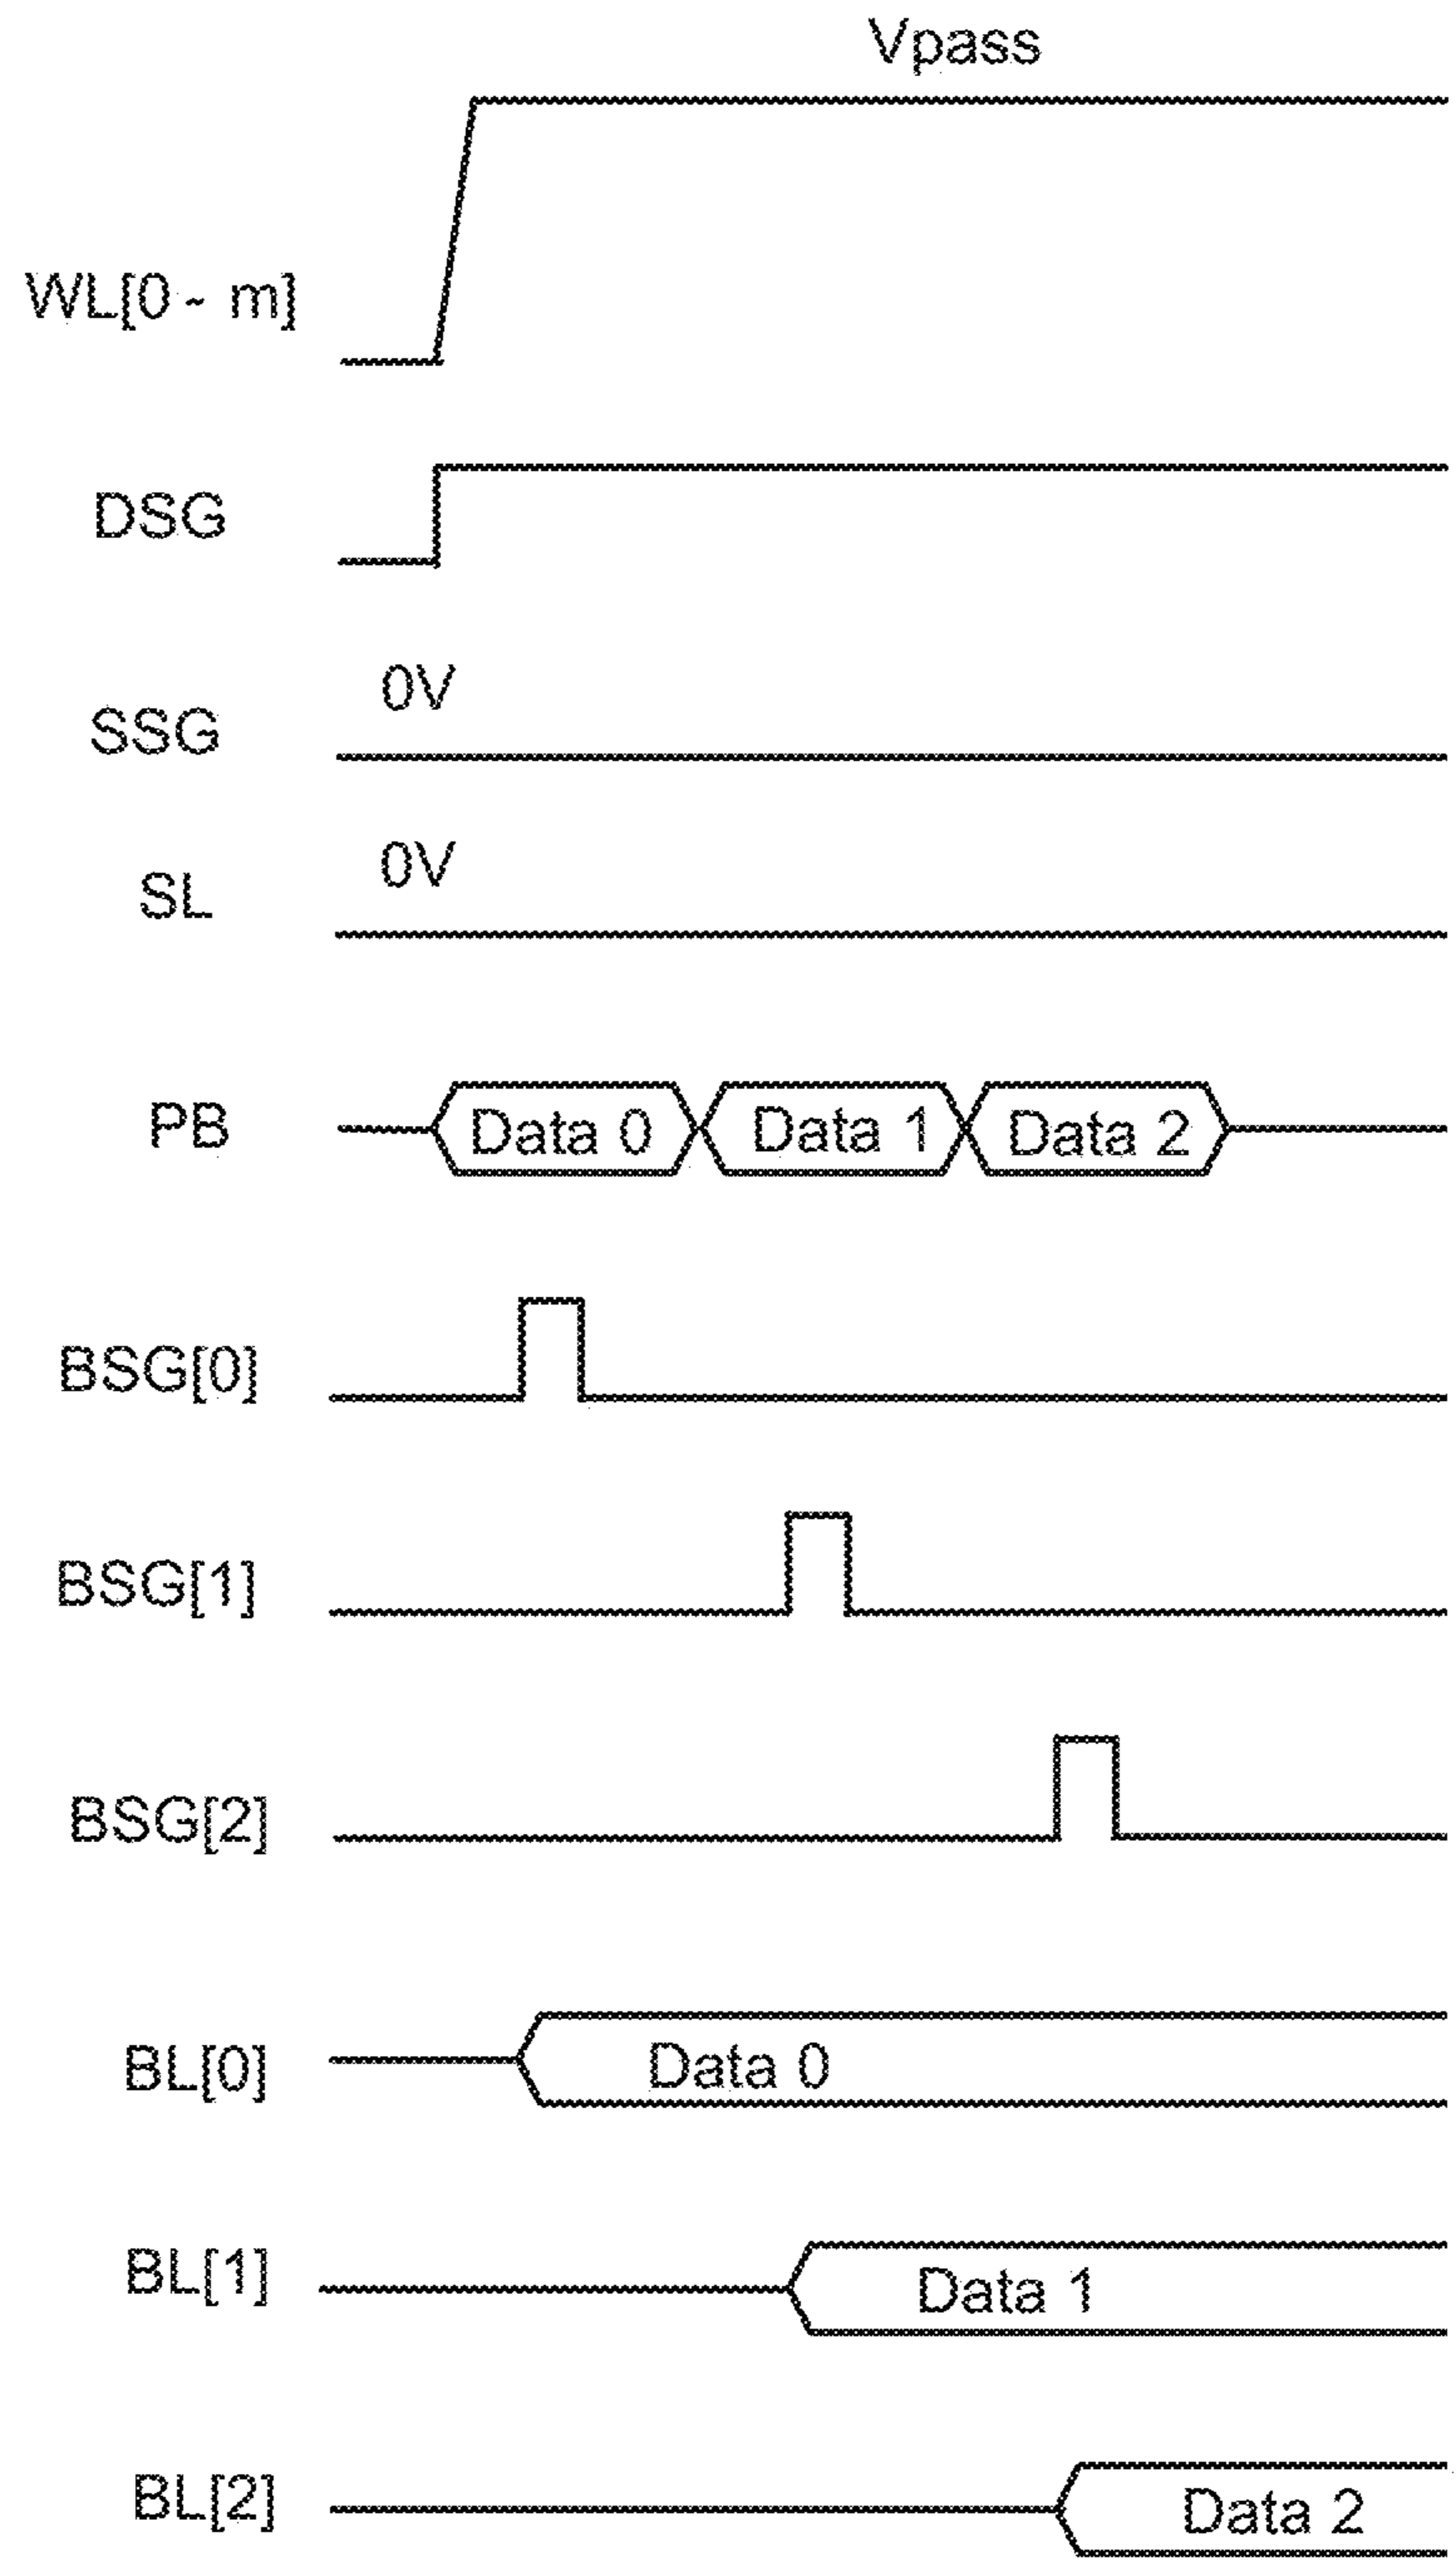 Vpass
WL[0 - m]
DSG
0V
SSG
0V
SL
PB
Data 0
Data 1
Data 2
BSG[0]
BSG[1]
BSG[2]
BL[0]
Data 0
BL[1]
Data 1
BL[2]
Data 2